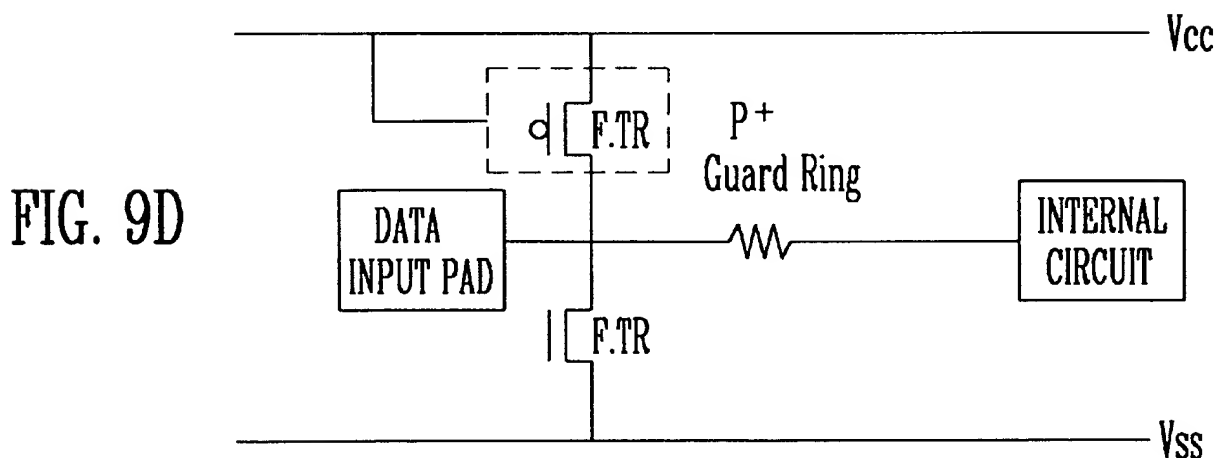 Vcc
F.TR
P+
Guard Ring
FIG. 9D
DATA
INPUT PAD
INTERNAL
CIRCUIT
F.TR
Vss